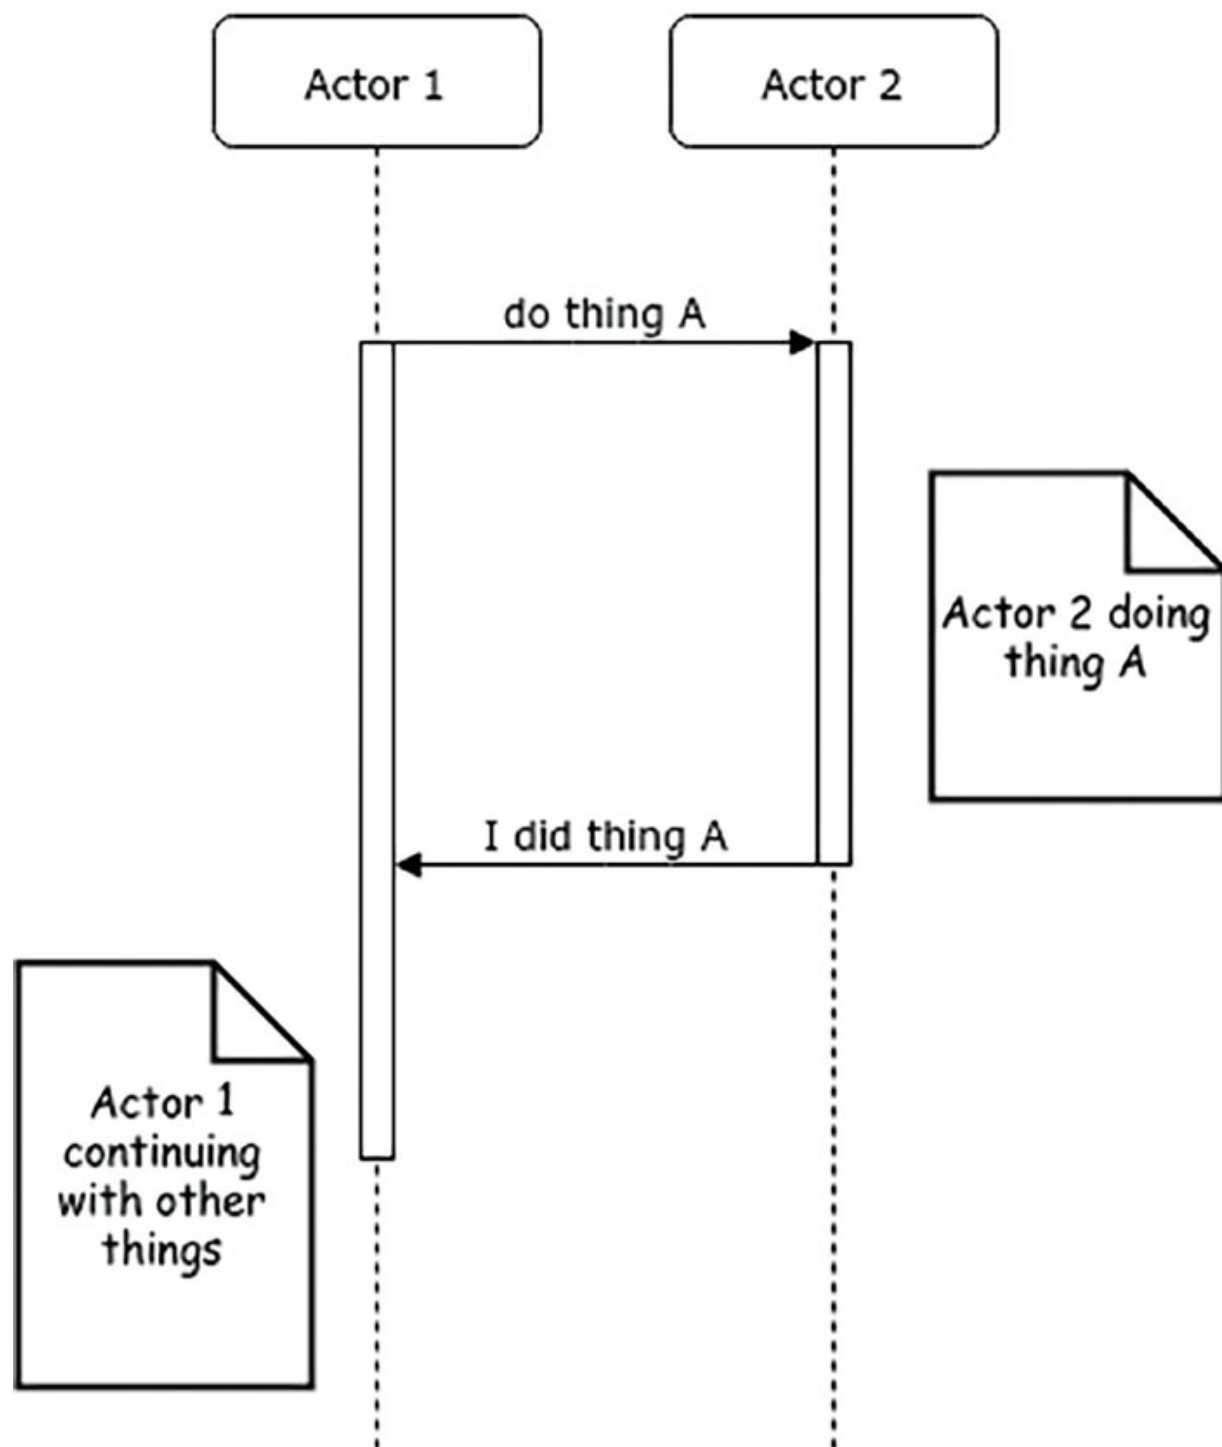 Actor 1
Actor 2
do thing A
Actor 2 doing
thing A
I did thing A
Actor 1
continuing
with other
things